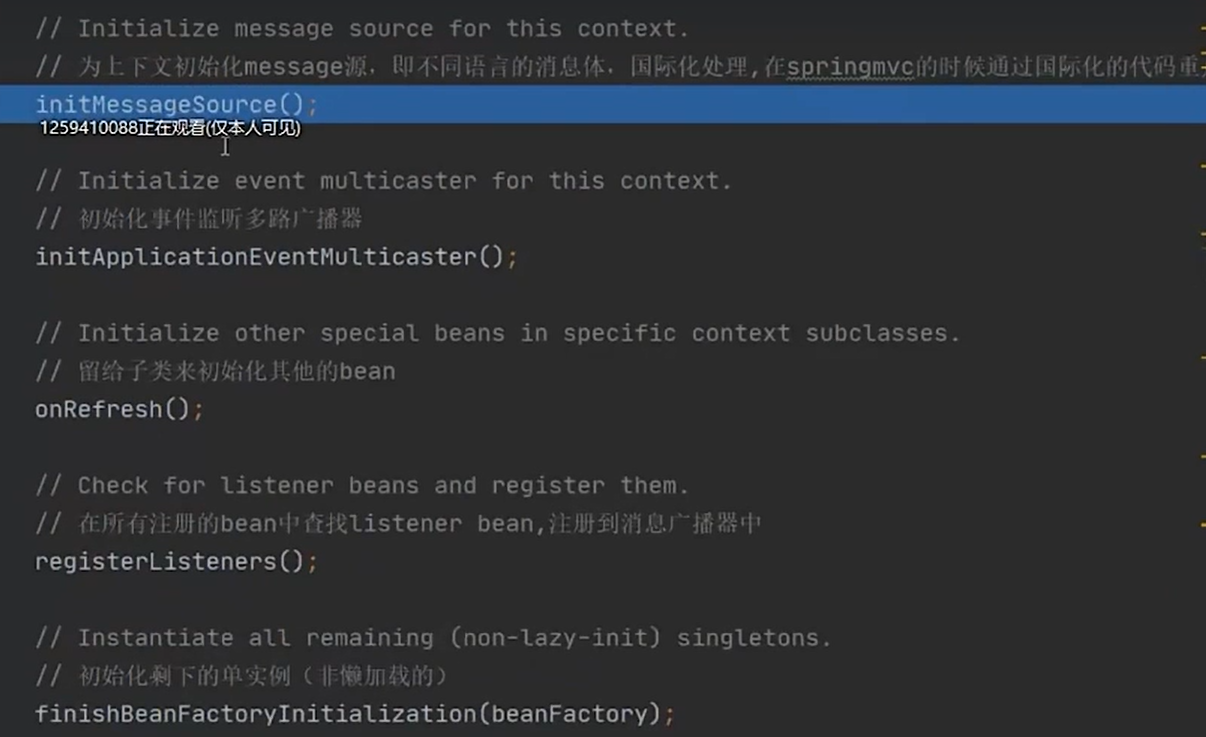 // Initialize message source for this context.
// 为上下文初始化message源，即不同语言的消息体，国际化处理,在springmvc的时候通过国际化的代码重
initMessageSource();
1259410088正在观看(仅本人可见)
// Initialize event multicaster for this context.
// 初始化事件监听多路广播器
initApplicationEventMulticaster();
// Initialize other special beans in specific context subclasses.
// 留给子类来初始化其他的bean
onRefresh();
// Check for listener beans and register them.
// 在所有注册的bean中查找listener bean,注册到消息广播器中
registerListeners();
// Instantiate all remaining (non-lazy-init) singletons.
// 初始化剩下的单实例（非懒加载的）
finishBeanFactoryInitialization(beanFactory);